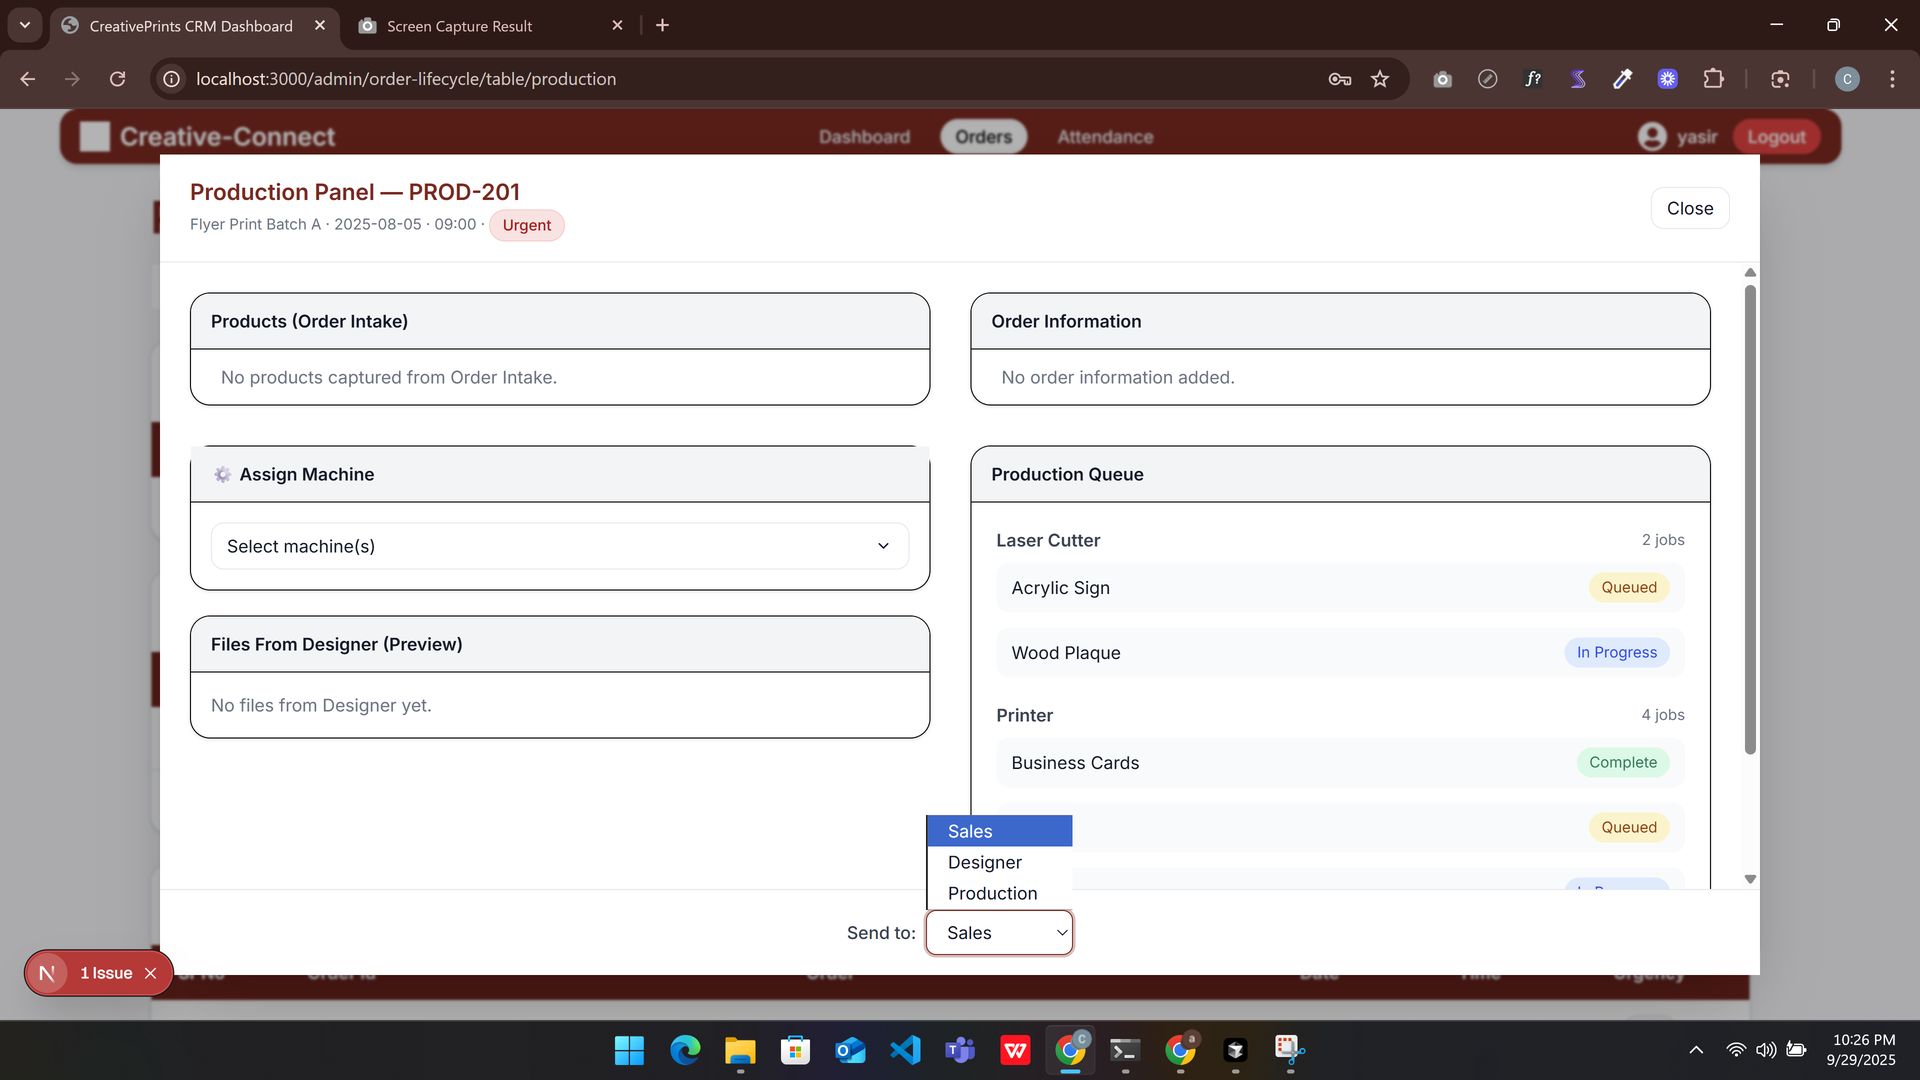 CreativePrints CRM Dashboard
Screen Capture Result
localhost:3000/admin/order-lifecycle/table/production
f?
C
Creative-Connect
Dashboard
Orders
Attendance
yasir
Logout
Production Panel — PROD-201
Flyer Print Batch A · 2025-08-05 · 09:00 · Urgent
Close
Products (Order Intake)
No products captured from Order Intake.
Order Information
No order information added.
Assign Machine
Select machine(s)
Files From Designer (Preview)
No files from Designer yet.
Production Queue
Laser Cutter
2 jobs
Acrylic Sign
Queued
Wood Plaque
In Progress
Printer
4 jobs
Business Cards
Complete
Queued
Sales
Designer
Production
Send to:
Sales
N
1 Issue
Order
Date
Time
Urgency
10:26 PM
9/29/2025